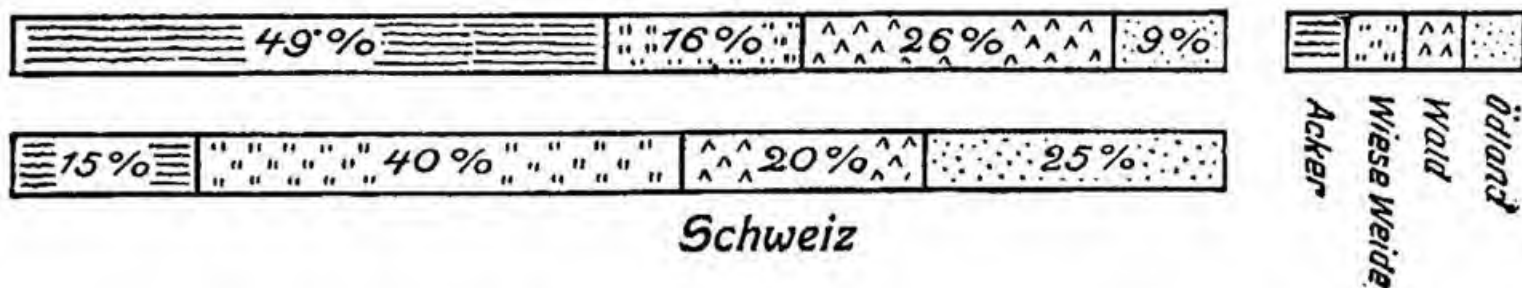 49% 16% 26% 9%
15% 40% 20% 25%
Schweiz
Acker
Wiese Weide
Wald
Ödland